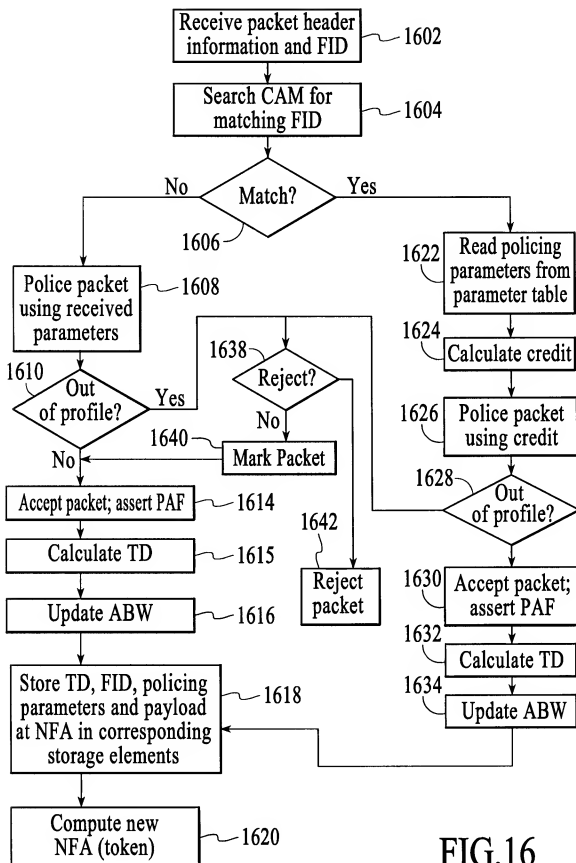 Receive packet header
information and FID
1602
Search CAM for
matching FID
1604
Match?
No
Yes
1606
Police packet
using received
parameters
1608
1622
Read policing
parameters from
parameter table
1624
Calculate credit
1610
Out
of profile?
Yes
No
1638
Reject?
No
1640
Mark Packet
1626
Police packet
using credit
1628
Out
of profile?
Accept packet; assert PAF
1614
Calculate TD
1615
Update ABW
1616
1642
Reject
packet
1630
Accept packet;
assert PAF
1632
Calculate TD
1634
Update ABW
Store TD, FID, policing
parameters and payload
at NFA in corresponding
storage elements
1618
Compute new
NFA (token)
1620
FIG.16